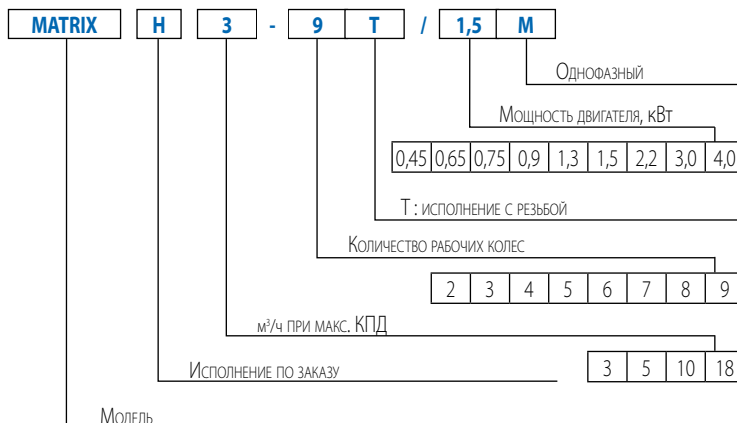 MATRIX H 3 - 9 T / 1,5 M
Однофазный
Мощность двигателя, кВт
0,45 0,65 0,75 0,9 1,3 1,5 2,2 3,0 4,0
T : исполнение с резьбой
Количество рабочих колес
2 3 4 5 6 7 8 9
м³/ч при макс. КПД
3 5 10 18
Исполнение по заказу
Модель